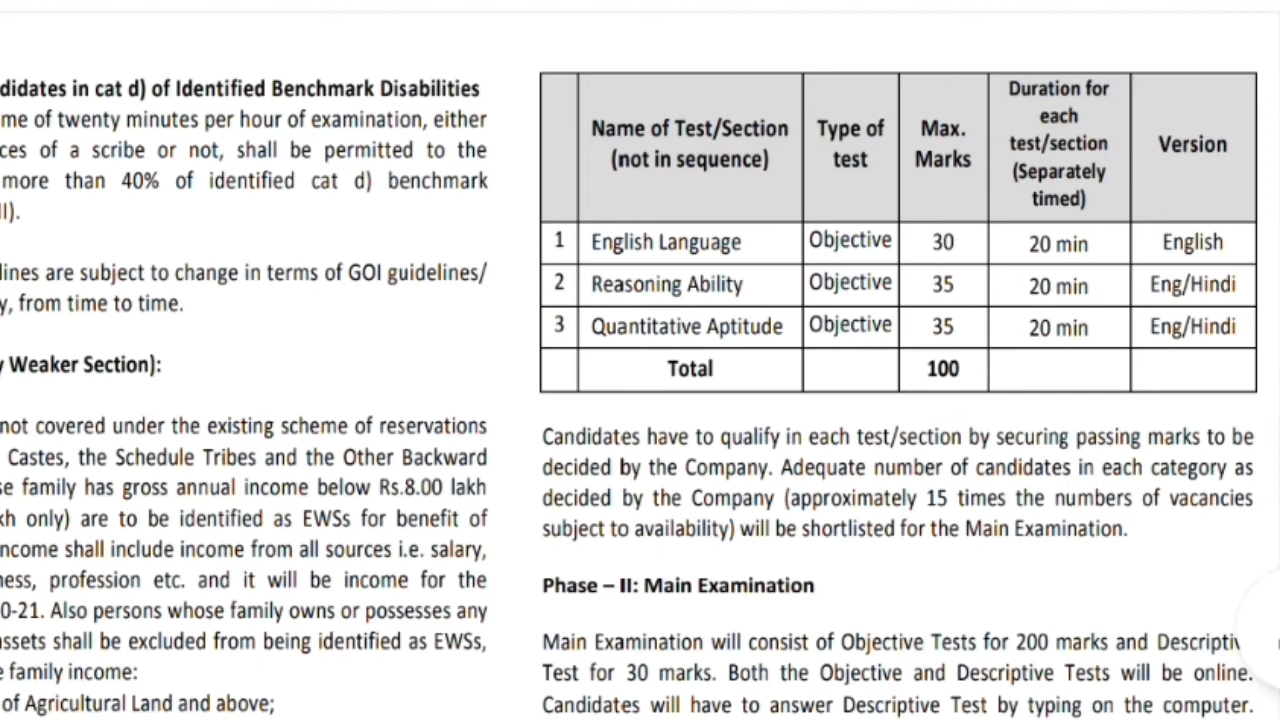 didates in cat d) of Identified Benchmark Disabilities
me of twenty minutes per hour of examination, either
ces of a scribe or not, shall be permitted to the
more than 40% of identified cat d) benchmark
II).
lines are subject to change in terms of GOI guidelines/
y, from time to time.
y Weaker Section):
not covered under the existing scheme of reservations
Castes, the Schedule Tribes and the Other Backward
se family has gross annual income below Rs.8.00 lakh
kh only) are to be identified as EWSs for benefit of
ncome shall include income from all sources i.e. salary,
ness, profession etc. and it will be income for the
0-21. Also persons whose family owns or possesses any
assets shall be excluded from being identified as EWSs,
e family income:
of Agricultural Land and above;
Name of Test/Section (not in sequence) Type of test Max. Marks Duration for each test/section (Separately timed) Version
1 English Language Objective 30 20 min English
2 Reasoning Ability Objective 35 20 min Eng/Hindi
3 Quantitative Aptitude Objective 35 20 min Eng/Hindi
Total 100
Candidates have to qualify in each test/section by securing passing marks to be
decided by the Company. Adequate number of candidates in each category as
decided by the Company (approximately 15 times the numbers of vacancies
subject to availability) will be shortlisted for the Main Examination.
Phase – II: Main Examination
Main Examination will consist of Objective Tests for 200 marks and Descriptiv
Test for 30 marks. Both the Objective and Descriptive Tests will be online.
Candidates will have to answer Descriptive Test by typing on the computer.